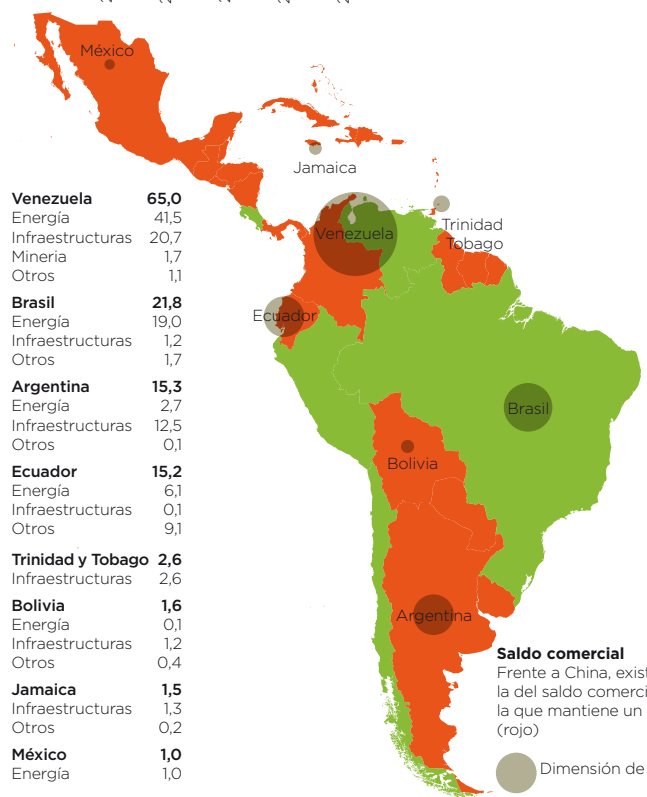 México
Jamaica
Trinidad
Tobago
Venezuela
Ecuador
Brasil
Bolivia
Argentina
Venezuela 65,0
Energía 41,5
Infraestructuras 20,7
Mineria 1,7
Otros 1,1
Brasil 21,8
Energía 19,0
Infraestructuras 1,2
Otros 1,7
Argentina 15,3
Energía 2,7
Infraestructuras 12,5
Otros 0,1
Ecuador 15,2
Energía 6,1
Infraestructuras 0,1
Otros 9,1
Trinidad y Tobago 2,6
Infraestructuras 2,6
Bolivia 1,6
Energía 0,1
Infraestructuras 1,2
Otros 0,4
Jamaica 1,5
Infraestructuras 1,3
Otros 0,2
México 1,0
Energía 1,0
Saldo comercial
Frente a China, exist
la del saldo comerci
la que mantiene un
(rojo)
Dimensión de